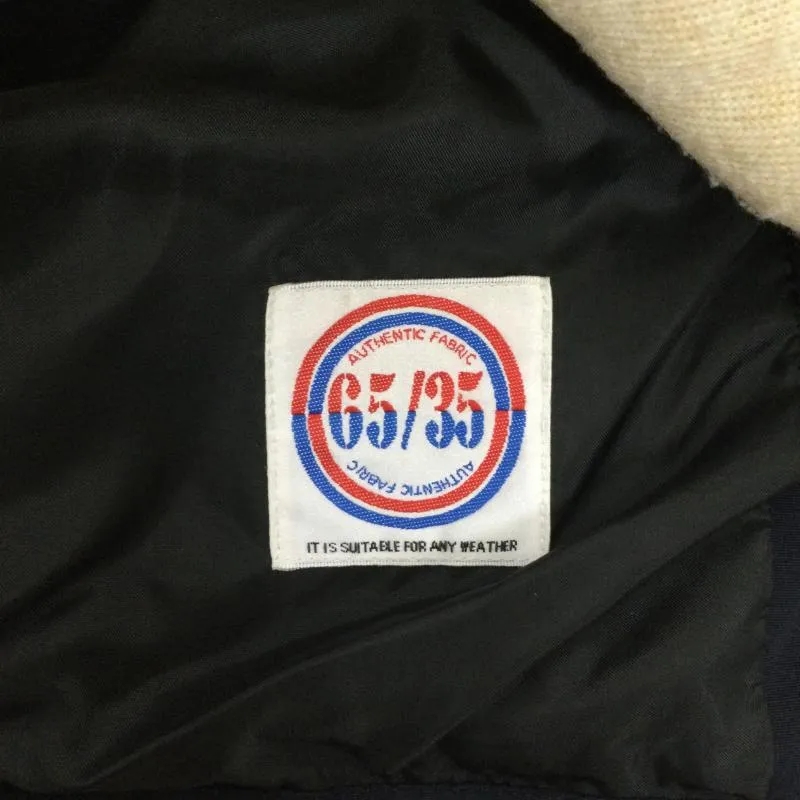 AUTHENTIC FABRIC
65/35
AUTHENTIC FABRIC
IT IS SUITABLE FOR ANY WEATHER